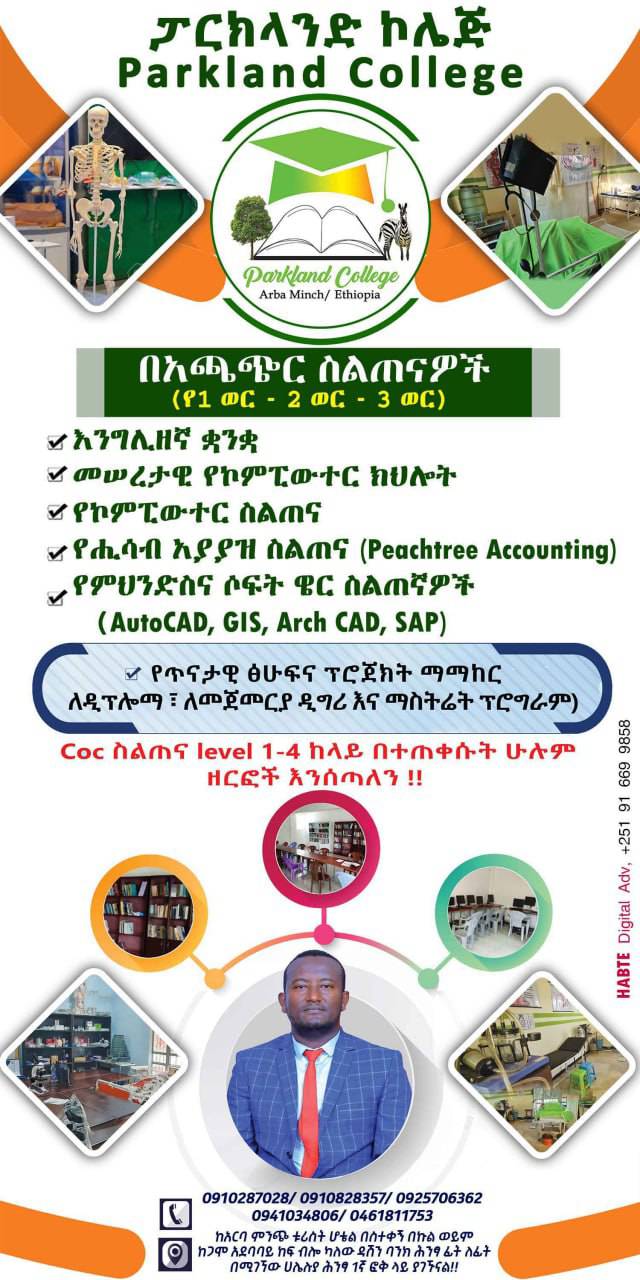 ፓርክላንድ ኮሌጅ
Parkland College
Parkland College
Arba Minch/ Ethiopia
በአጫጭር ስልጠናዎች
(የ1 ወር - 2 ወር - 3 ወር)
እንግሊዘኛ ቋንቋ
መሠረታዊ የኮምፒውተር ክህሎት
የኮምፒውተር ስልጠና
የሒሳብ አያያዝ ስልጠና (Peachtree Accounting)
የምህንድስና ሶፍት ዌር ስልጠኛዎች
(AutoCAD, GIS, Arch CAD, SAP)
የጥናታዊ ፅሁፍና ፕሮጀክት ማማከር
ለዲፕሎማ ፣ ለመጀመርያ ዲግሪ እና ማስትሬት ፕሮግራም)
Coc ስልጠና level 1-4 ከላይ በተጠቀሱት ሁሉም
ዘርፎች እንሰጣለን !!
HABTE Digital Adv, +251 91 669 9858
0910287028/ 0910828357/ 0925706362
0941034806/ 0461811753
ከአርባ ምንጭ ቱሪስት ሆቴል በስተቀኝ በኩል ወይም
ከጋሞ አደባባይ ከፍ ብሎ ካለው ዳሸን ባንክ ሕንፃ ፊት ለፊት
በሚገኘው ሀሌሉያ ሕንፃ 1ኛ ፎቅ ላይ ያገኙናል!!